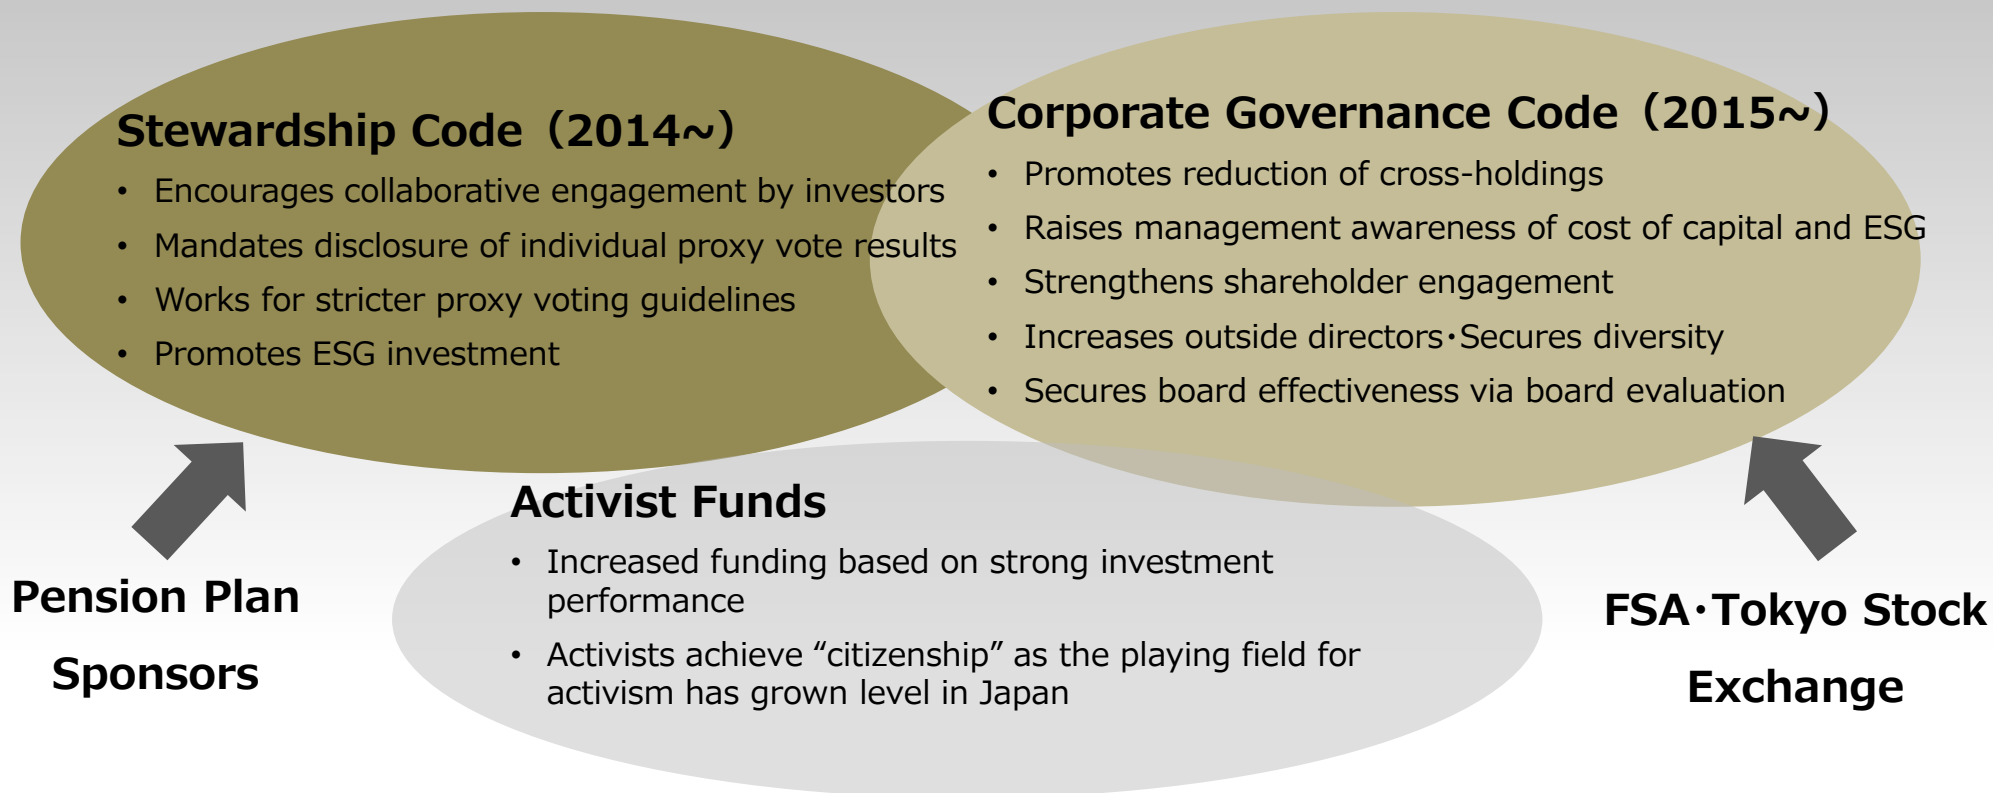 Stewardship Code（2014~）
• Encourages collaborative engagement by investors
• Mandates disclosure of individual proxy vote results
• Works for stricter proxy voting guidelines
• Promotes ESG investment
Corporate Governance Code（2015~）
• Promotes reduction of cross-holdings
• Raises management awareness of cost of capital and ESG
• Strengthens shareholder engagement
• Increases outside directors・Secures diversity
• Secures board effectiveness via board evaluation
Activist Funds
• Increased funding based on strong investment
performance
• Activists achieve “citizenship” as the playing field for
activism has grown level in Japan
Pension Plan
Sponsors
FSA・Tokyo Stock
Exchange